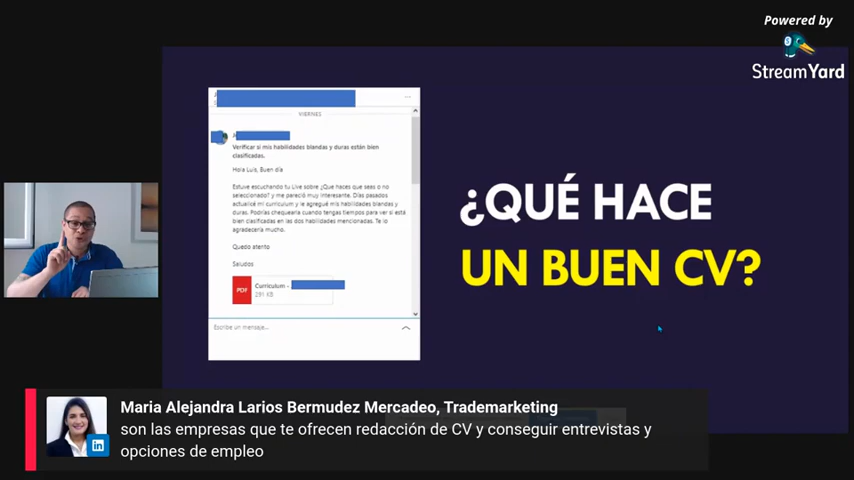 Powered by
StreamYard
VIERNES
Verificar si mis habilidades blandas y duras están bien
clasificadas.
Hola Luis, Buen día
Estuve escuchando tu Live sobre ¿Que haces que seas o no
seleccionado? y me pareció muy interesante. Días pasados
actualicé mi curriculum y le agregué mis habilidades blandas y
duras. Podrías chequearla cuando tengas tiempos para ver si está
bien clasificadas en las dos habilidades mencionadas. Te lo
agradecería mucho.
Quedo atento
Saludos
PDF
Curriculum -
291 KB
Escribe un mensaje...
¿QUÉ HACE
UN BUEN CV?
in
Maria Alejandra Larios Bermudez Mercadeo, Trademarketing
son las empresas que te ofrecen redacción de CV y conseguir entrevistas y
opciones de empleo